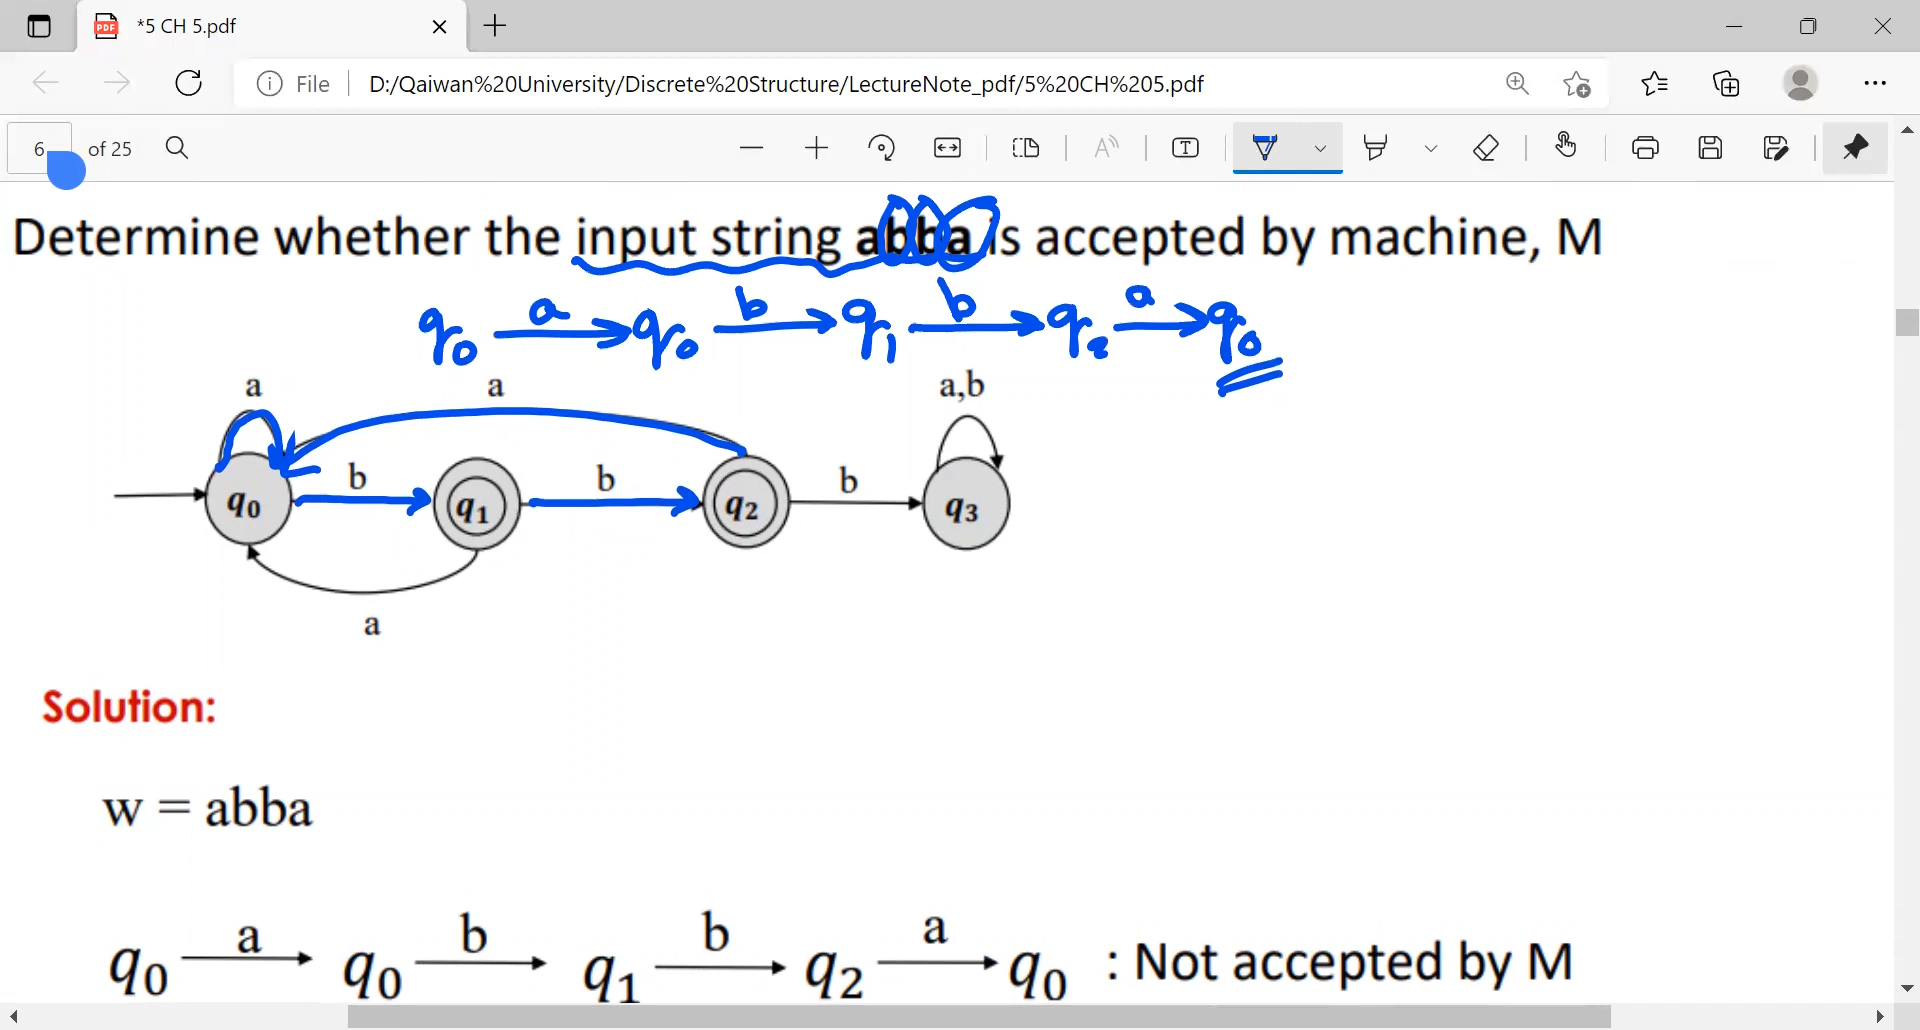 *5 CH 5.pdf
File D:/Qaiwan%20University/Discrete%20Structure/LectureNote_pdf/5%20CH%205.pdf
6 of 25
Determine whether the input string abba is accepted by machine, M
q0 a q0 b q1 b q2 a q0
a a a,b
b b b
q0 q1 q2 q3
a
Solution:
w = abba
q0 a q0 b q1 b q2 a q0 : Not accepted by M